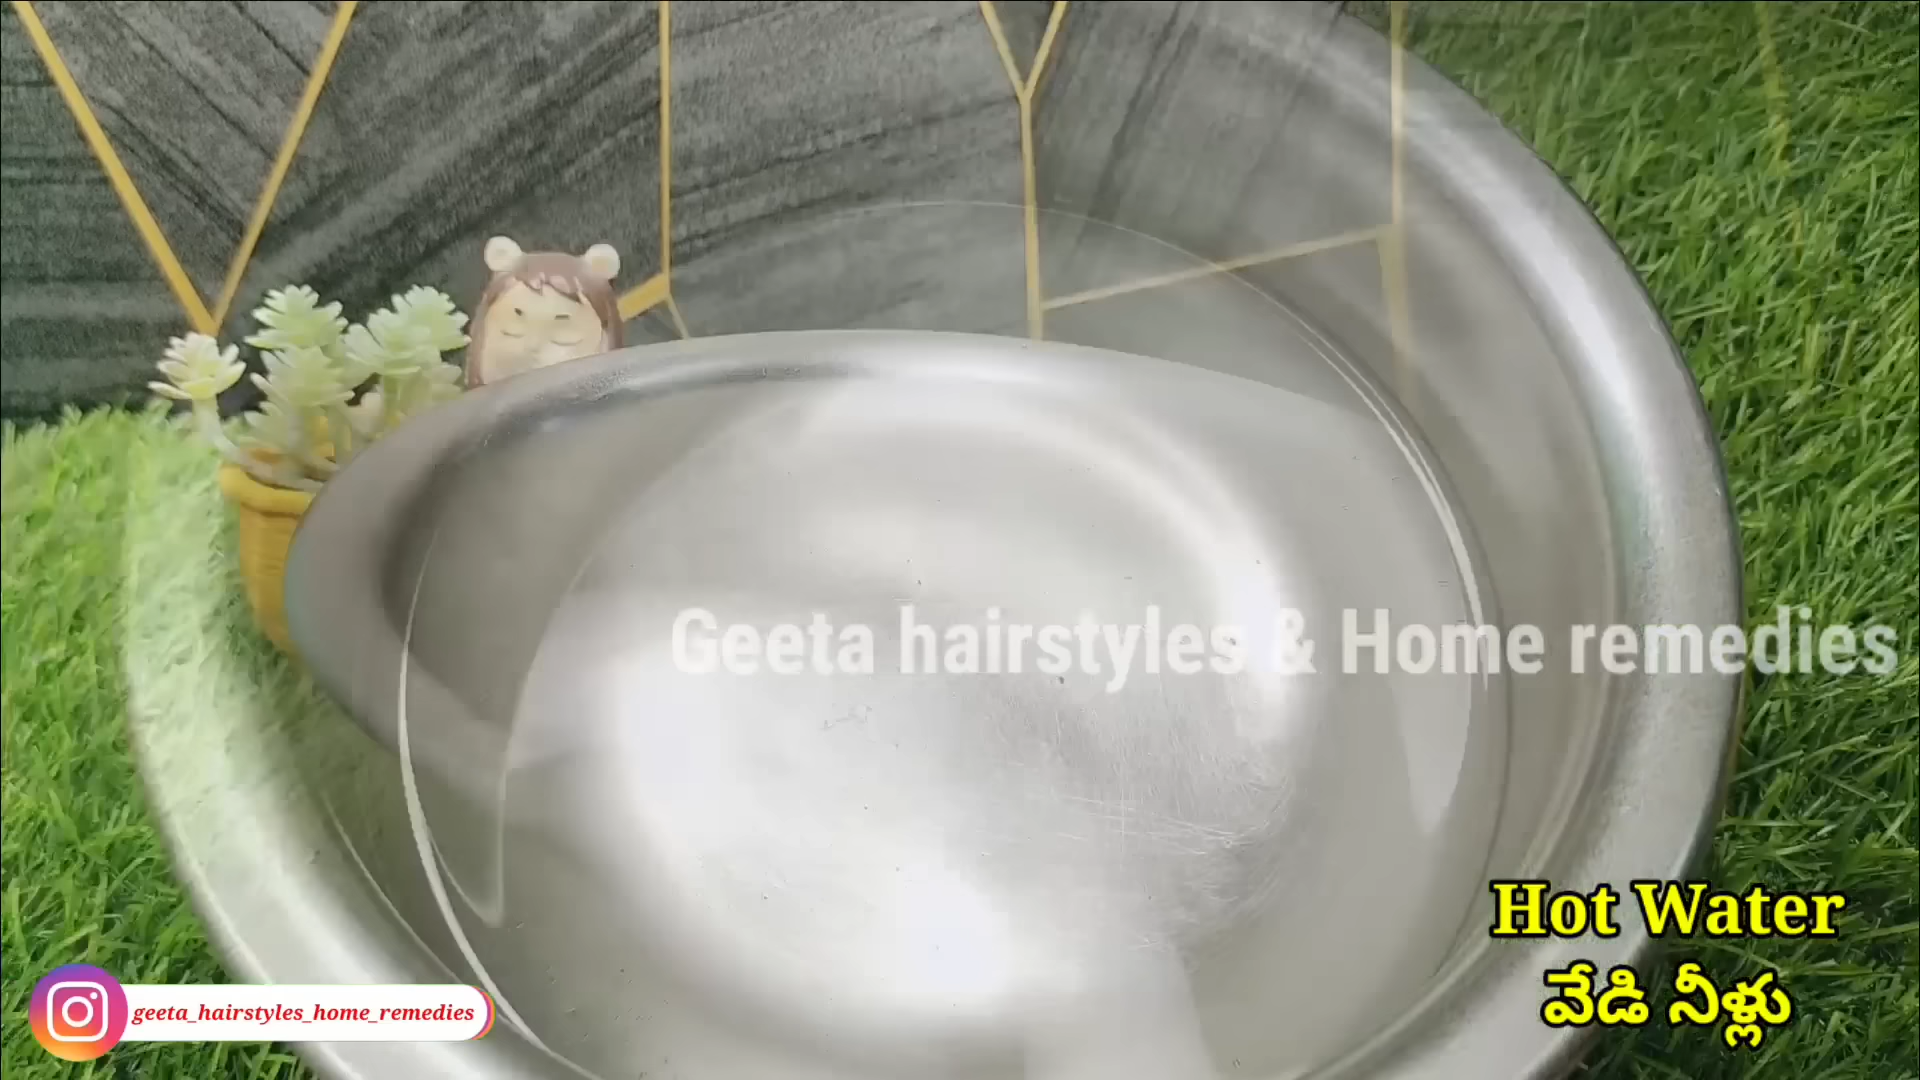 Geeta hairstyles & Home remedies
Hot Water
వేడి నీళ్లు
geeta_hairstyles_home_remedies